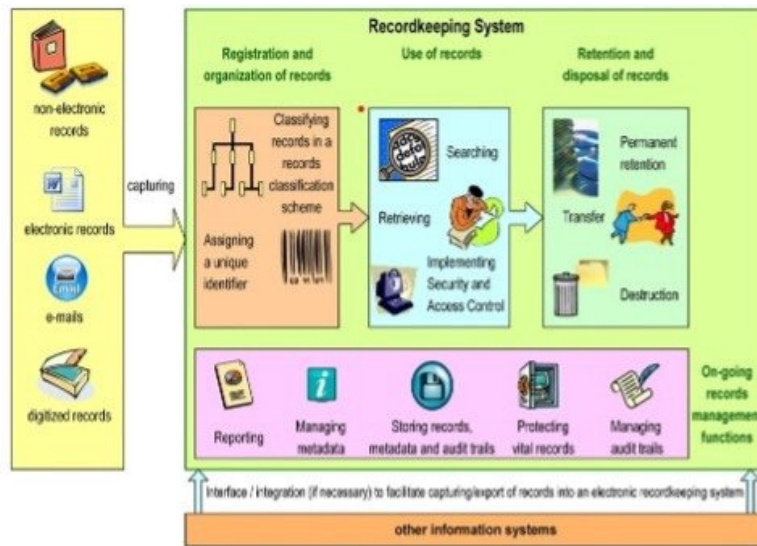 Recordkeeping System
Registration and
organization of records
Use of records
Retention and
disposal of records
non-electronic
records
electronic records
Email
e-mails
digitized records
capturing
Classifying
records in a
records
classification
scheme
Assigning
a unique
identifier
Searching
Retrieving
Implementing
Security and
Access Control
Permanent
retention
Transfer
Destruction
Reporting
Managing
metadata
Storing records,
metadata and audit trails
Protecting
vital records
Managing
audit trails
On-going
records
management
functions
Interface / integration (if necessary) to facilitate capturing/export of records into an electronic recordkeeping system
other information systems